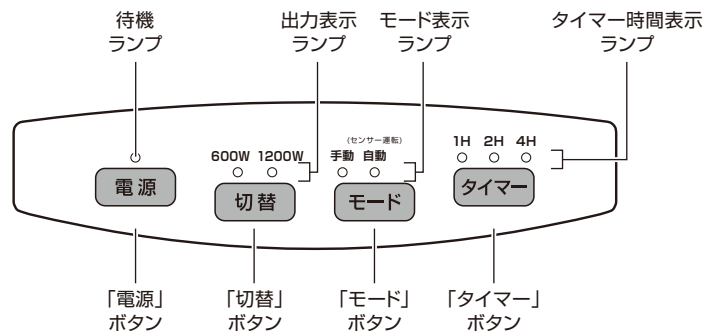 待機
ランプ
出力表示
ランプ
モード表示
ランプ
タイマー時間表示
ランプ
電源
600W 1200W
切替
(センサー運転)
手動 自動
モード
1H 2H 4H
タイマー
「電源」
ボタン
「切替」
ボタン
「モード」
ボタン
「タイマー」
ボタン